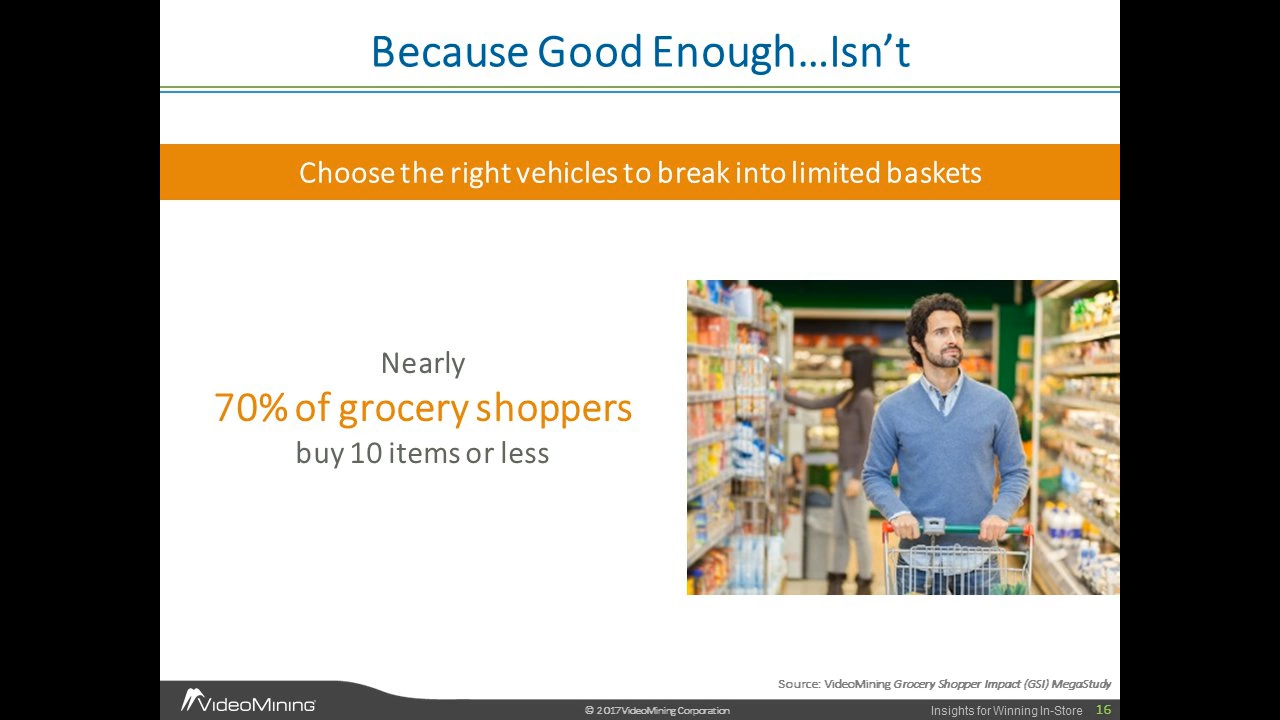 Because Good Enough…Isn’t
Choose the right vehicles to break into limited baskets
Nearly
70% of grocery shoppers
buy 10 items or less
Source: VideoMining Grocery Shopper Impact (GSI) MegaStudy
VideoMining
© 2017 VideoMining Corporation
Insights for Winning In-Store 16